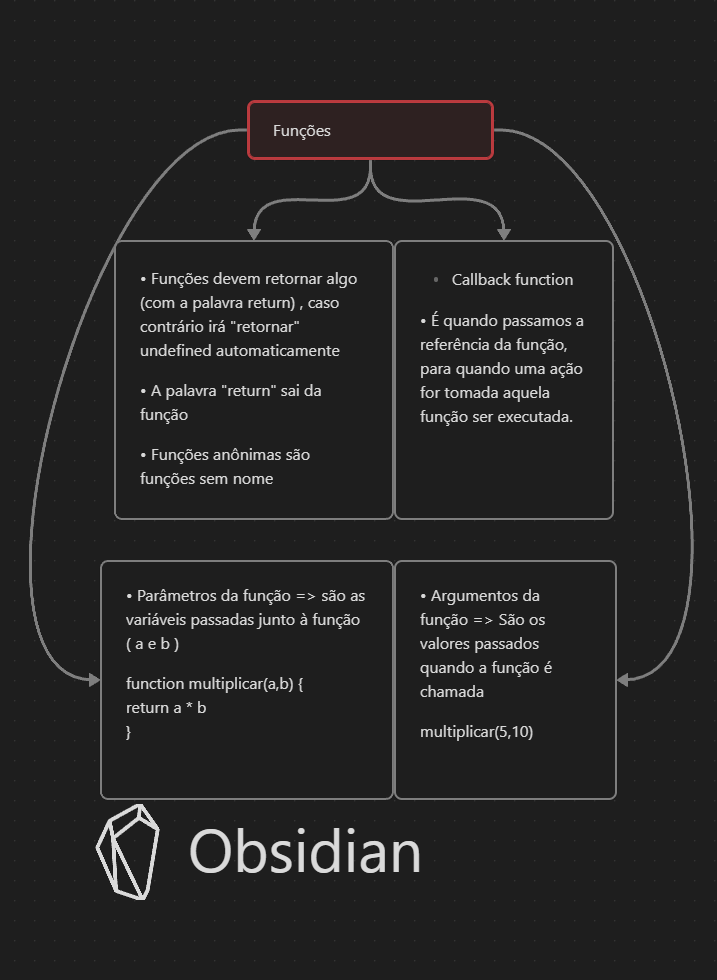 Funções
• Funções devem retornar algo
(com a palavra return) , caso
contrário irá "retornar"
undefined automaticamente
• A palavra "return" sai da
função
• Funções anônimas são
funções sem nome
• Callback function
• É quando passamos a
referência da função,
para quando uma ação
for tomada aquela
função ser executada.
• Parâmetros da função => são as
variáveis passadas junto à função
( a e b )
function multiplicar(a,b) {
return a * b
}
• Argumentos da
função => São os
valores passados
quando a função é
chamada
multiplicar(5,10)
Obsidian